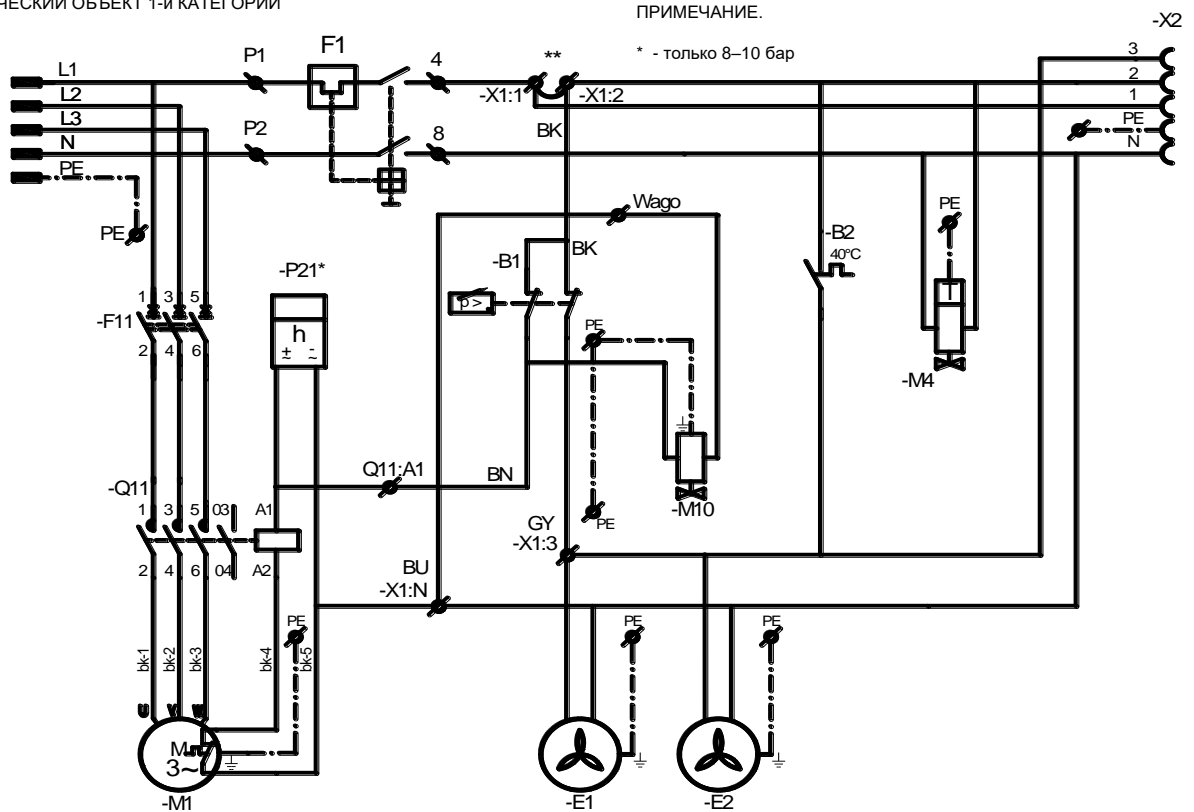 ЧЕСКИЙ ОБЪЕКТ 1-й КАТЕГОРИИ
ПРИМЕЧАНИЕ.
* - только 8–10 бар
-X2
L1
P1
F1
4
**
3
2
-X1:1
-X1:2
L2
1
L3
BK
PE
N
P2
8
N
PE
PE
Wago
PE
-B1
BK
-B2
40°C
-P21*
p >
1 3 5
-F11
h
± ~
- ~
PE
2 4 6
-M4
Q11:A1
BN
-Q11
1 3 5 03
A1
-M10
PE
GY
-X1:3
2 4 6 04
A2
BU
-X1:N
bk-1
bk-2
bk-3
bk-4
PE
bk-5
PE
PE
U V W
M
3~
-M1
-E1
-E2